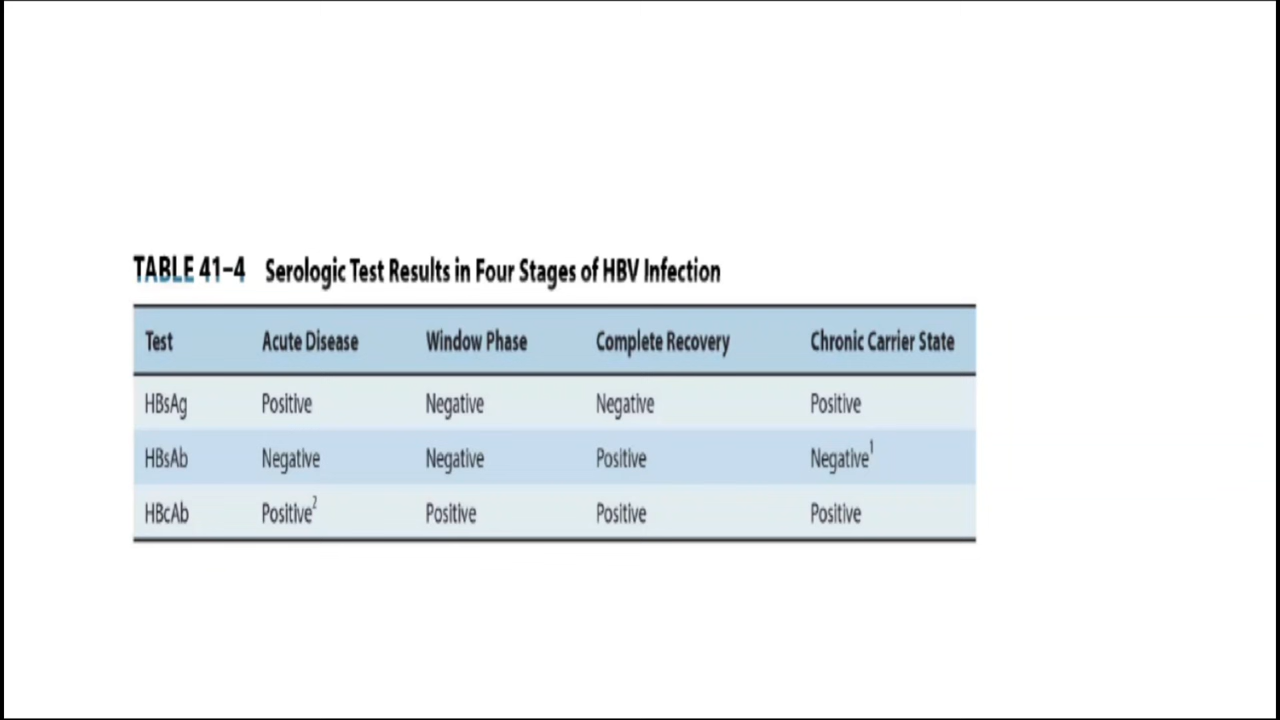 TABLE 41–4 Serologic Test Results in Four Stages of HBV Infection
Test Acute Disease Window Phase Complete Recovery Chronic Carrier State
HBsAg Positive Negative Negative Positive
HBsAb Negative Negative Positive Negative¹
HBcAb Positive² Positive Positive Positive